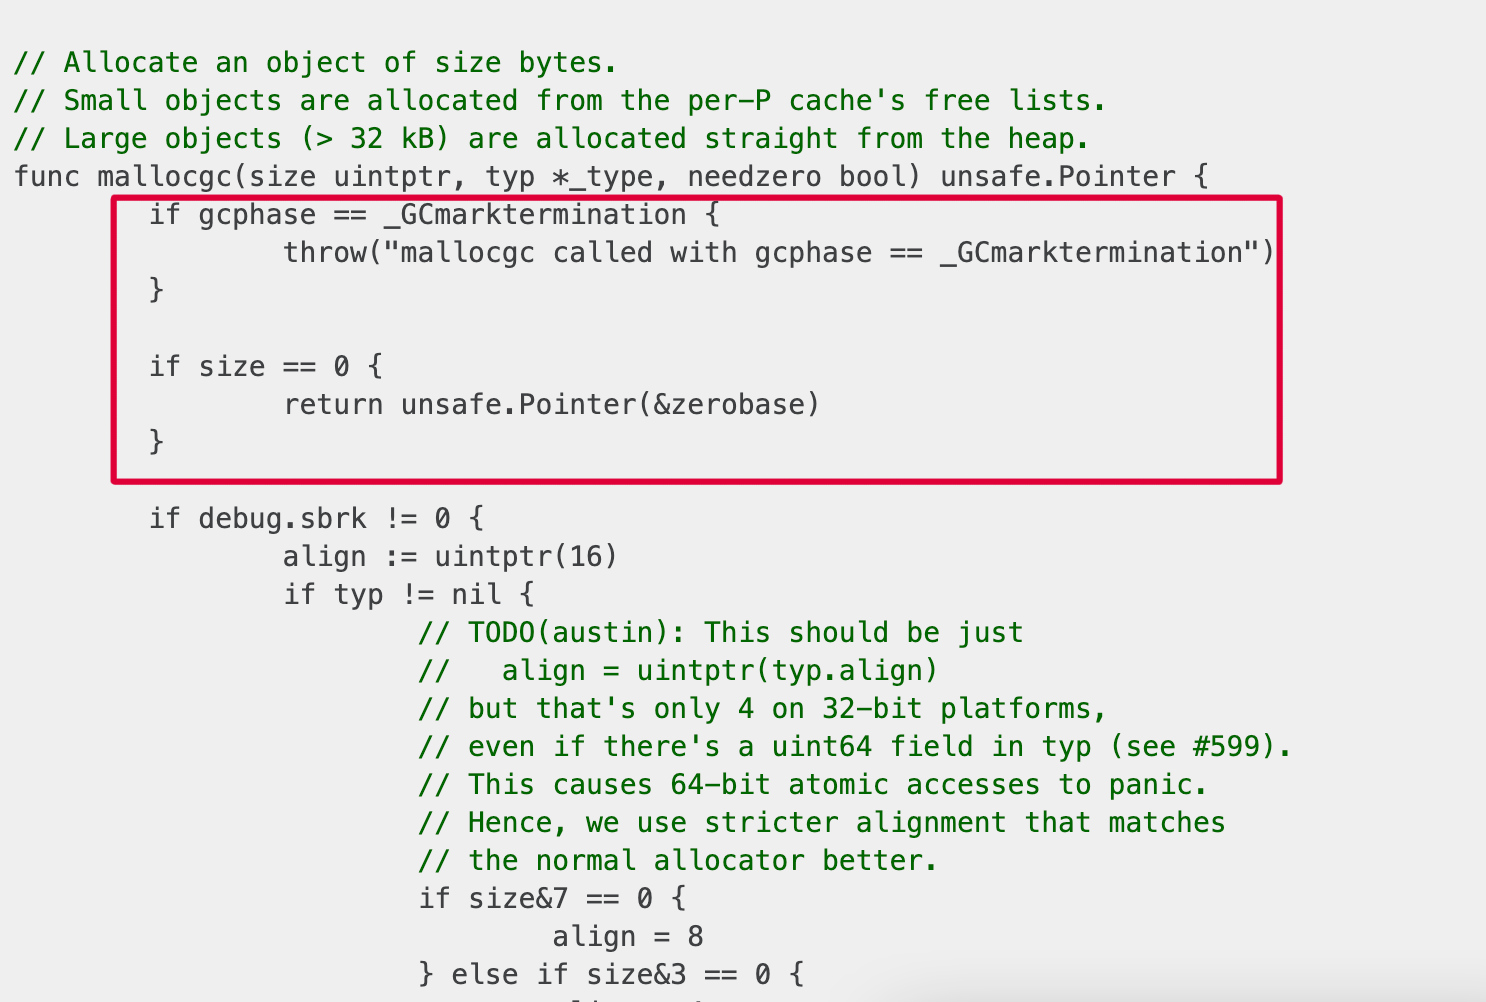 // Allocate an object of size bytes.
// Small objects are allocated from the per-P cache's free lists.
// Large objects (> 32 kB) are allocated straight from the heap.
func mallocgc(size uintptr, typ *_type, needzero bool) unsafe.Pointer {
        if gcphase == _GCmarktermination {
                throw("mallocgc called with gcphase == _GCmarktermination")
        }

        if size == 0 {
                return unsafe.Pointer(&zerobase)
        }

        if debug.sbrk != 0 {
                align := uintptr(16)
                if typ != nil {
                        // TODO(austin): This should be just
                        //   align = uintptr(typ.align)
                        // but that's only 4 on 32-bit platforms,
                        // even if there's a uint64 field in typ (see #599).
                        // This causes 64-bit atomic accesses to panic.
                        // Hence, we use stricter alignment that matches
                        // the normal allocator better.
                        if size&7 == 0 {
                                align = 8
                        } else if size&3 == 0 {